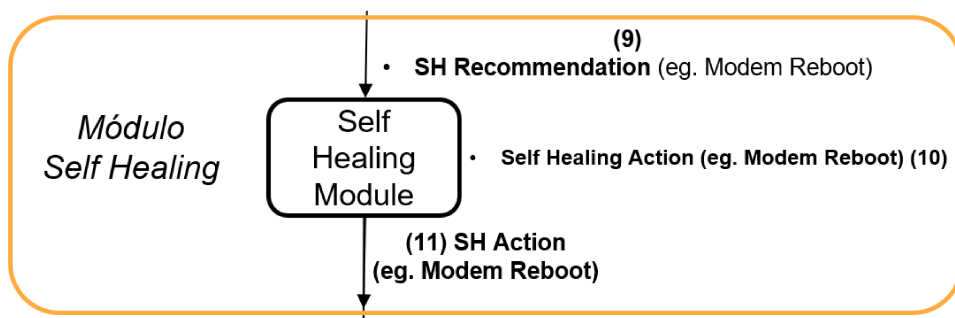 (9)
• SH Recommendation (eg. Modem Reboot)
Módulo
Self Healing
Self
Healing
Module
• Self Healing Action (eg. Modem Reboot) (10)
(11) SH Action
(eg. Modem Reboot)